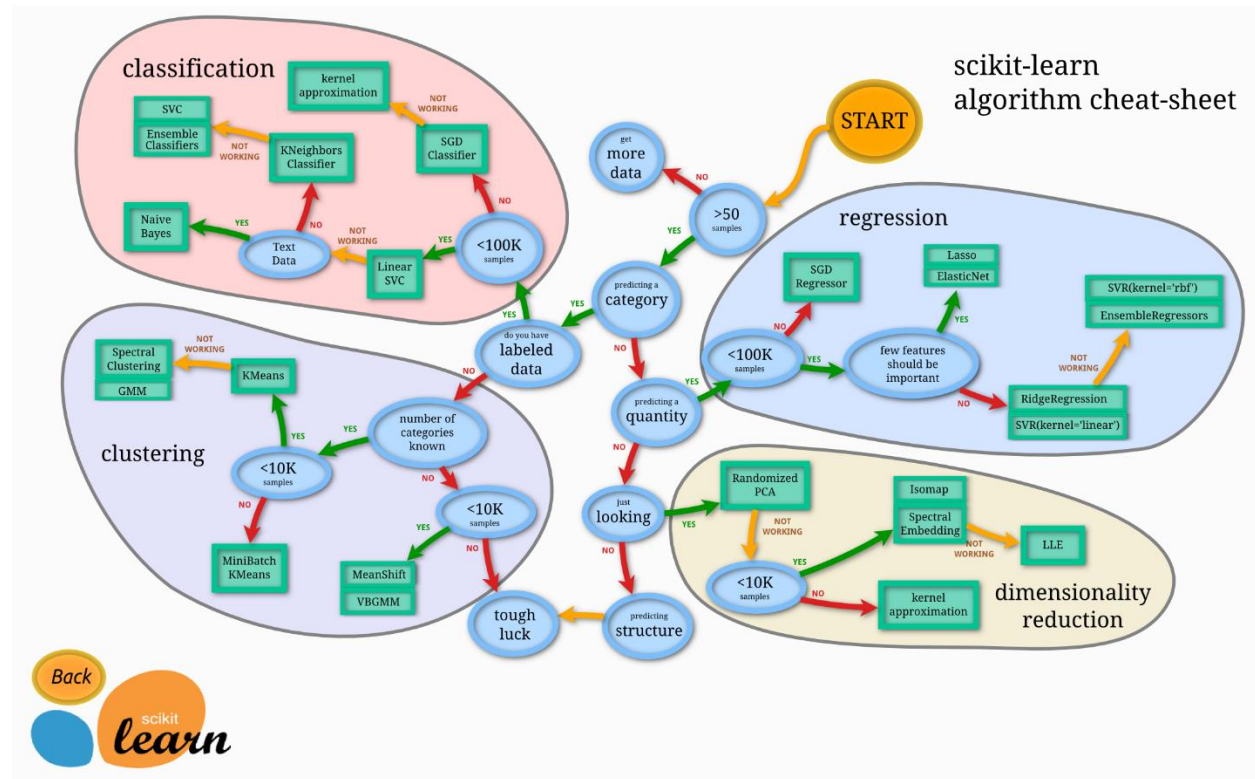 scikit-learn
algorithm cheat-sheet
START
>50
samples
NO
get
more
data
YES
predicting a
category
YES
NO
do you have
labeled
data
YES
NO
predicting a
quantity
YES
NO
just
looking
YES
NO
predicting
structure
tough
luck
classification
kernel
approximation
NOT
WORKING
SGD
Classifier
NO
<100K
samples
YES
Linear
SVC
NOT
WORKING
Text
Data
YES
Naive
Bayes
NO
KNeighbors
Classifier
NOT
WORKING
SVC
Ensemble
Classifiers
regression
<100K
samples
NO
SGD
Regressor
YES
few features
should be
important
YES
Lasso
ElasticNet
NO
RidgeRegression
SVR(kernel='linear')
NOT
WORKING
SVR(kernel='rbf')
EnsembleRegressors
clustering
number of
categories
known
YES
<10K
samples
YES
KMeans
NOT
WORKING
Spectral
Clustering
GMM
NO
MiniBatch
KMeans
NO
<10K
samples
YES
MeanShift
VBGMM
NO
dimensionality
reduction
Randomized
PCA
NOT
WORKING
<10K
samples
YES
Isomap
Spectral
Embedding
NOT
WORKING
LLE
NO
kernel
approximation
Back
scikit
learn